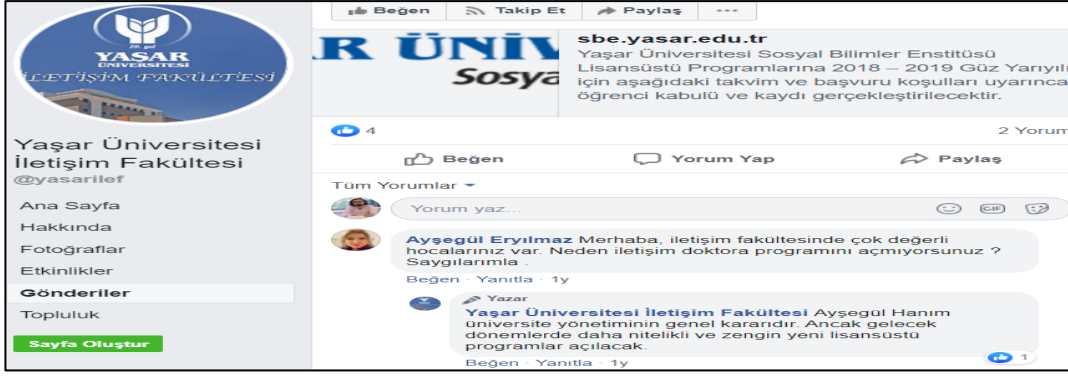 20. yıl
YAŞAR
ÜNİVERSİTESİ
İLETİŞİM FAKÜLTESİ
Yaşar Üniversitesi
İletişim Fakültesi
@yasarilef
Ana Sayfa
Hakkında
Fotoğraflar
Etkinlikler
Gönderiler
Topluluk
Sayfa Oluştur
Beğen Takip Et Paylaş ...
R ÜNİV
Sosya
sbe.yasar.edu.tr
Yaşar Üniversitesi Sosyal Bilimler Enstitüsü
Lisansüstü Programlarına 2018 – 2019 Güz Yarıyılı
için aşağıdaki takvim ve başvuru koşulları uyarınca
öğrenci kabulü ve kaydı gerçekleştirilecektir.
4 2 Yorum
Beğen Yorum Yap Paylaş
Tüm Yorumlar
Yorum yaz...
GIF
Ayşegül Eryılmaz Merhaba, iletişim fakültesinde çok değerli
hocalarınız var. Neden iletişim doktora programını açmıyorsunuz ?
Saygılarımla .
Beğen · Yanıtla · 1y
Yazar
Yaşar Üniversitesi İletişim Fakültesi Ayşegül Hanım
üniversite yönetiminin genel kararıdır. Ancak gelecek
dönemlerde daha nitelikli ve zengin yeni lisansüstü
programlar açılacak.
Beğen · Yanıtla · 1y
1